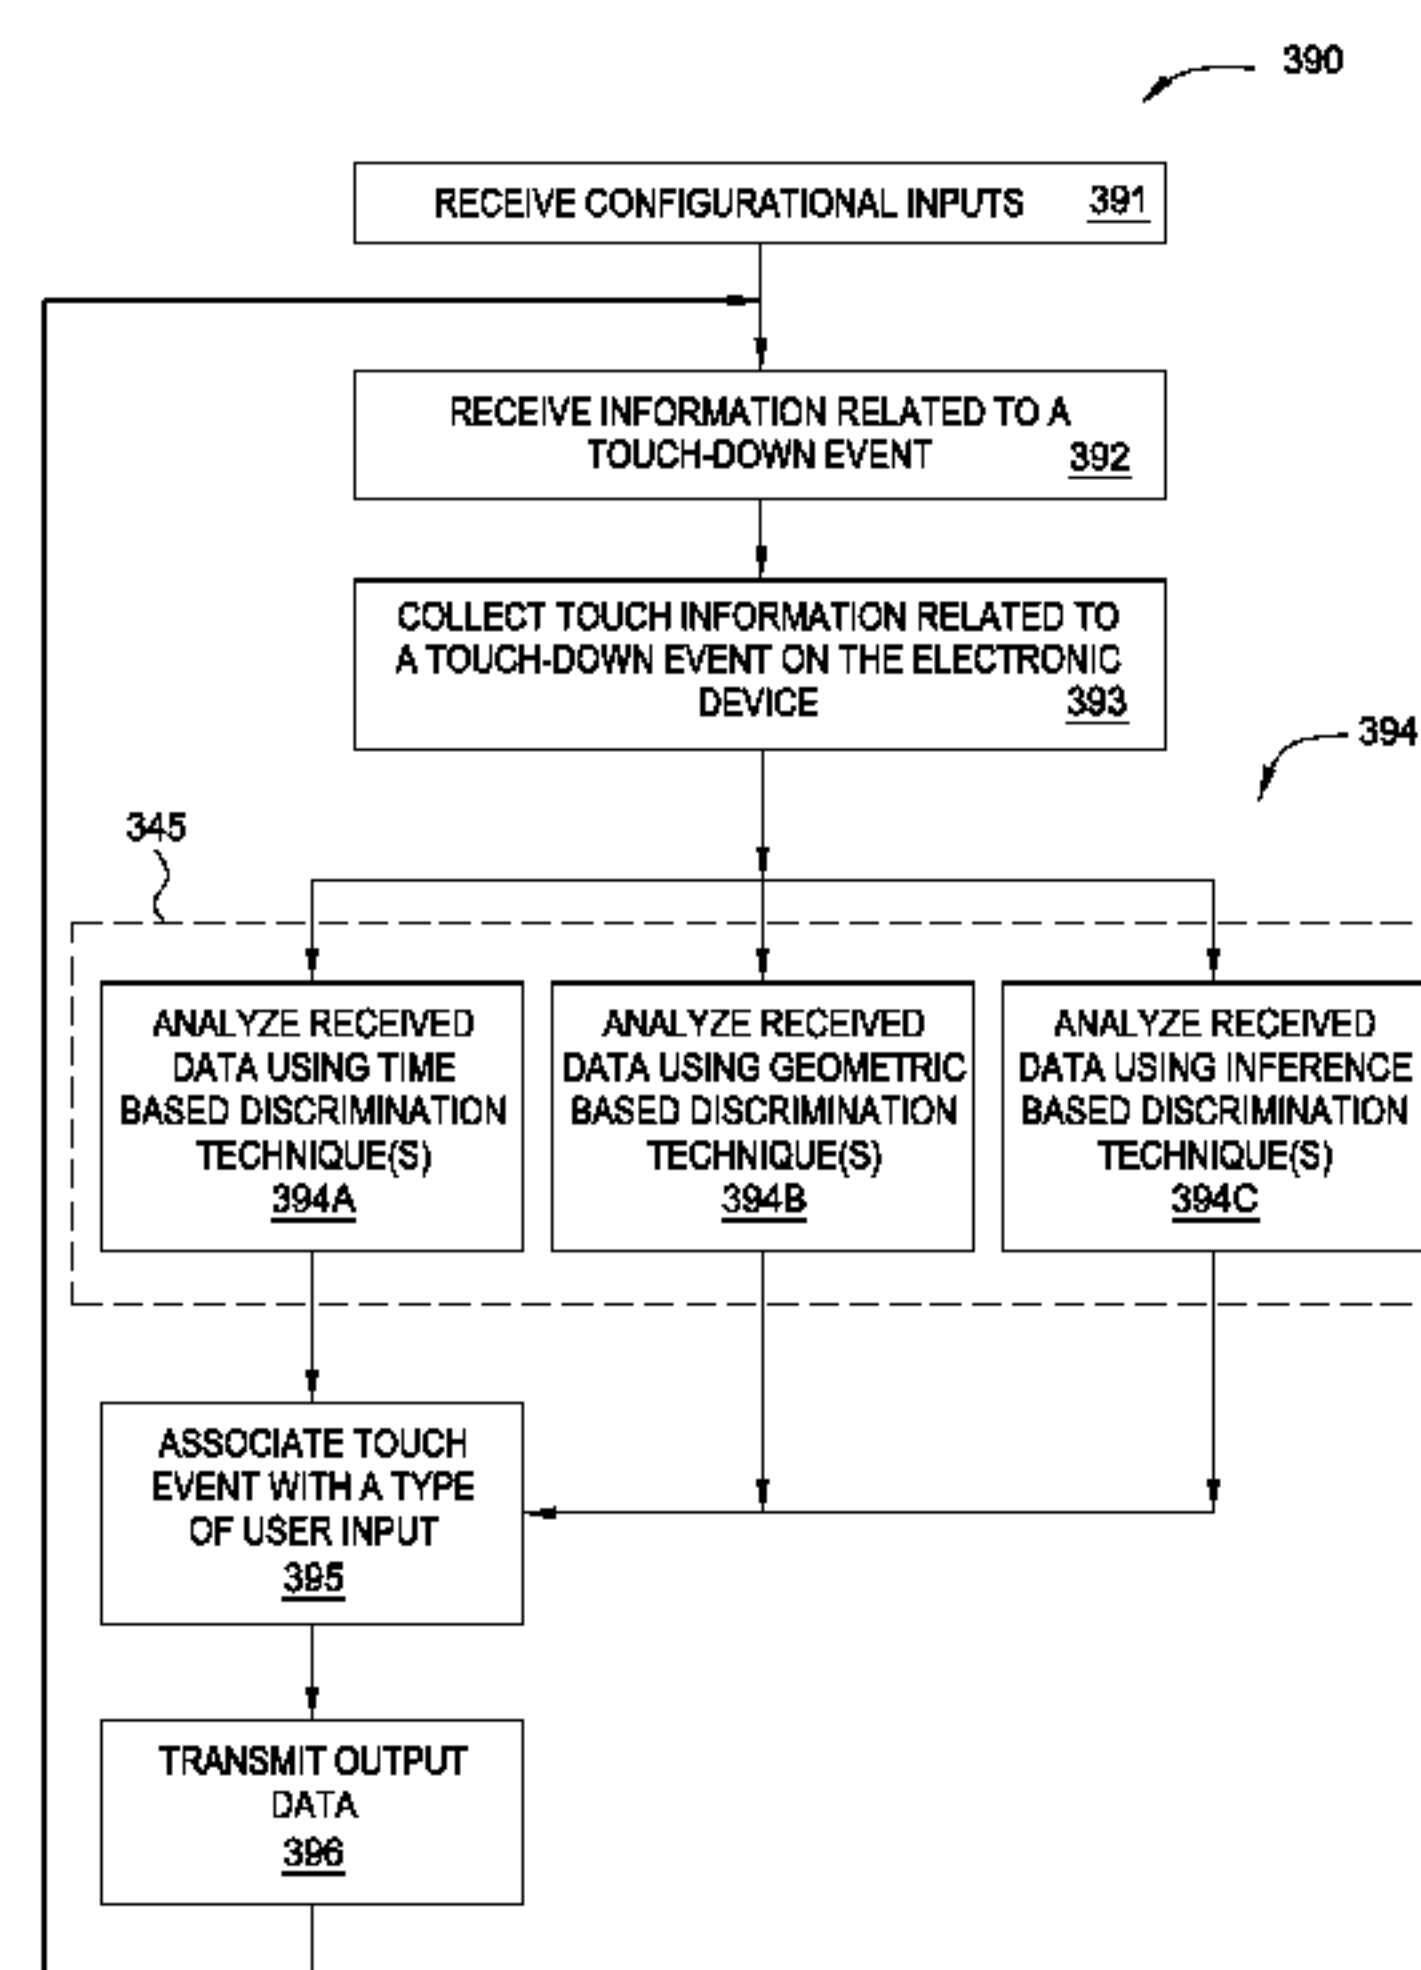 390
RECEIVE CONFIGURATIONAL INPUTS 391
RECEIVE INFORMATION RELATED TO A
TOUCH-DOWN EVENT 392
COLLECT TOUCH INFORMATION RELATED TO
A TOUCH-DOWN EVENT ON THE ELECTRONIC
DEVICE 393
394
345
ANALYZE RECEIVED
DATA USING TIME
BASED DISCRIMINATION
TECHNIQUE(S)
394A
ANALYZE RECEIVED
DATA USING GEOMETRIC
BASED DISCRIMINATION
TECHNIQUE(S)
394B
ANALYZE RECEIVED
DATA USING INFERENCE
BASED DISCRIMINATION
TECHNIQUE(S)
394C
ASSOCIATE TOUCH
EVENT WITH A TYPE
OF USER INPUT
395
TRANSMIT OUTPUT
DATA
396